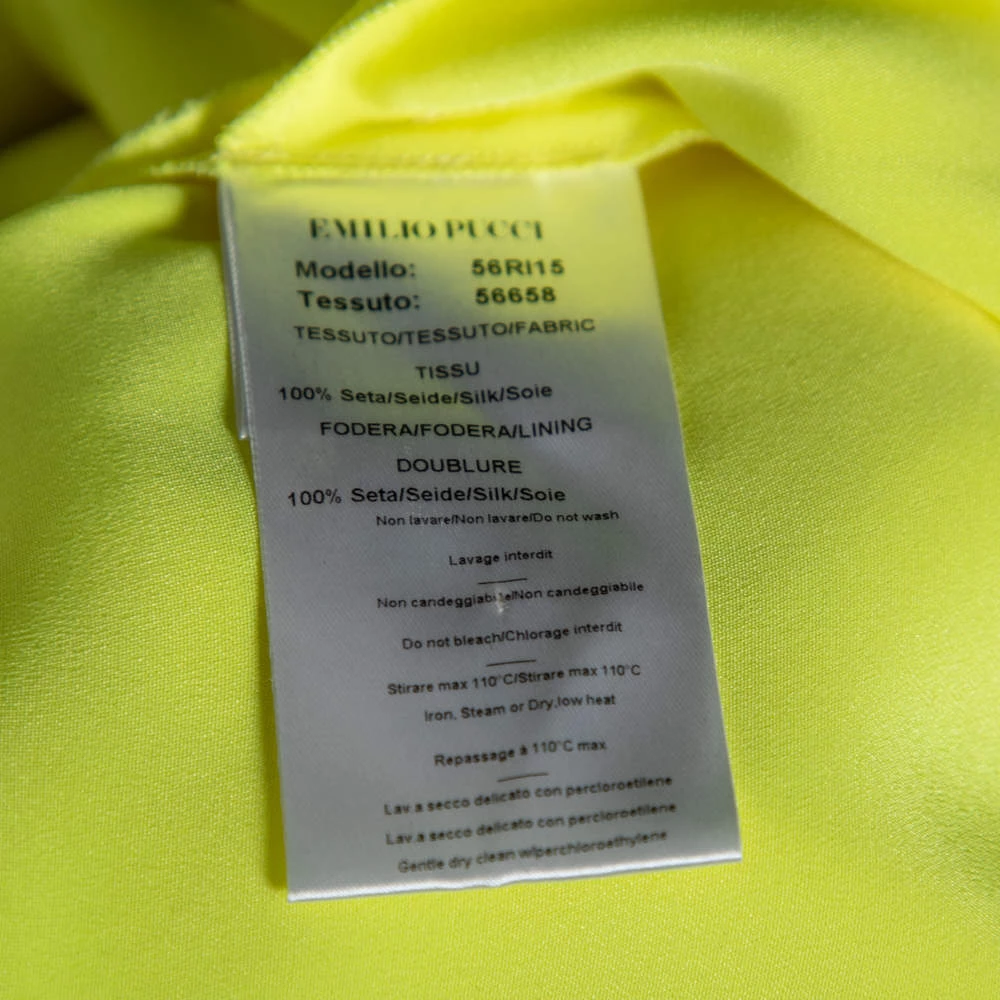 EMILIO PUCCI
Modello: 56RI15
Tessuto: 56658
TESSUTO/TESSUTO/FABRIC
TISSU
100% Seta/Seide/Silk/Soie
FODERA/FODERA/LINING
DOUBLURE
100% Seta/Seide/Silk/Soie
Non lavare/Non lavare/Do not wash
Lavage interdit
Non candeggiabile/Non candeggiabile
Do not bleach/Chlorage interdit
Stirare max 110°C/Stirare max 110°C
Iron, Steam or Dry,low heat
Repassage à 110°C max
Lav.a secco delicato con percloroetilene
Lav.a secco delicato con percloroetilene
Gentle dry clean w/perchloroethylene